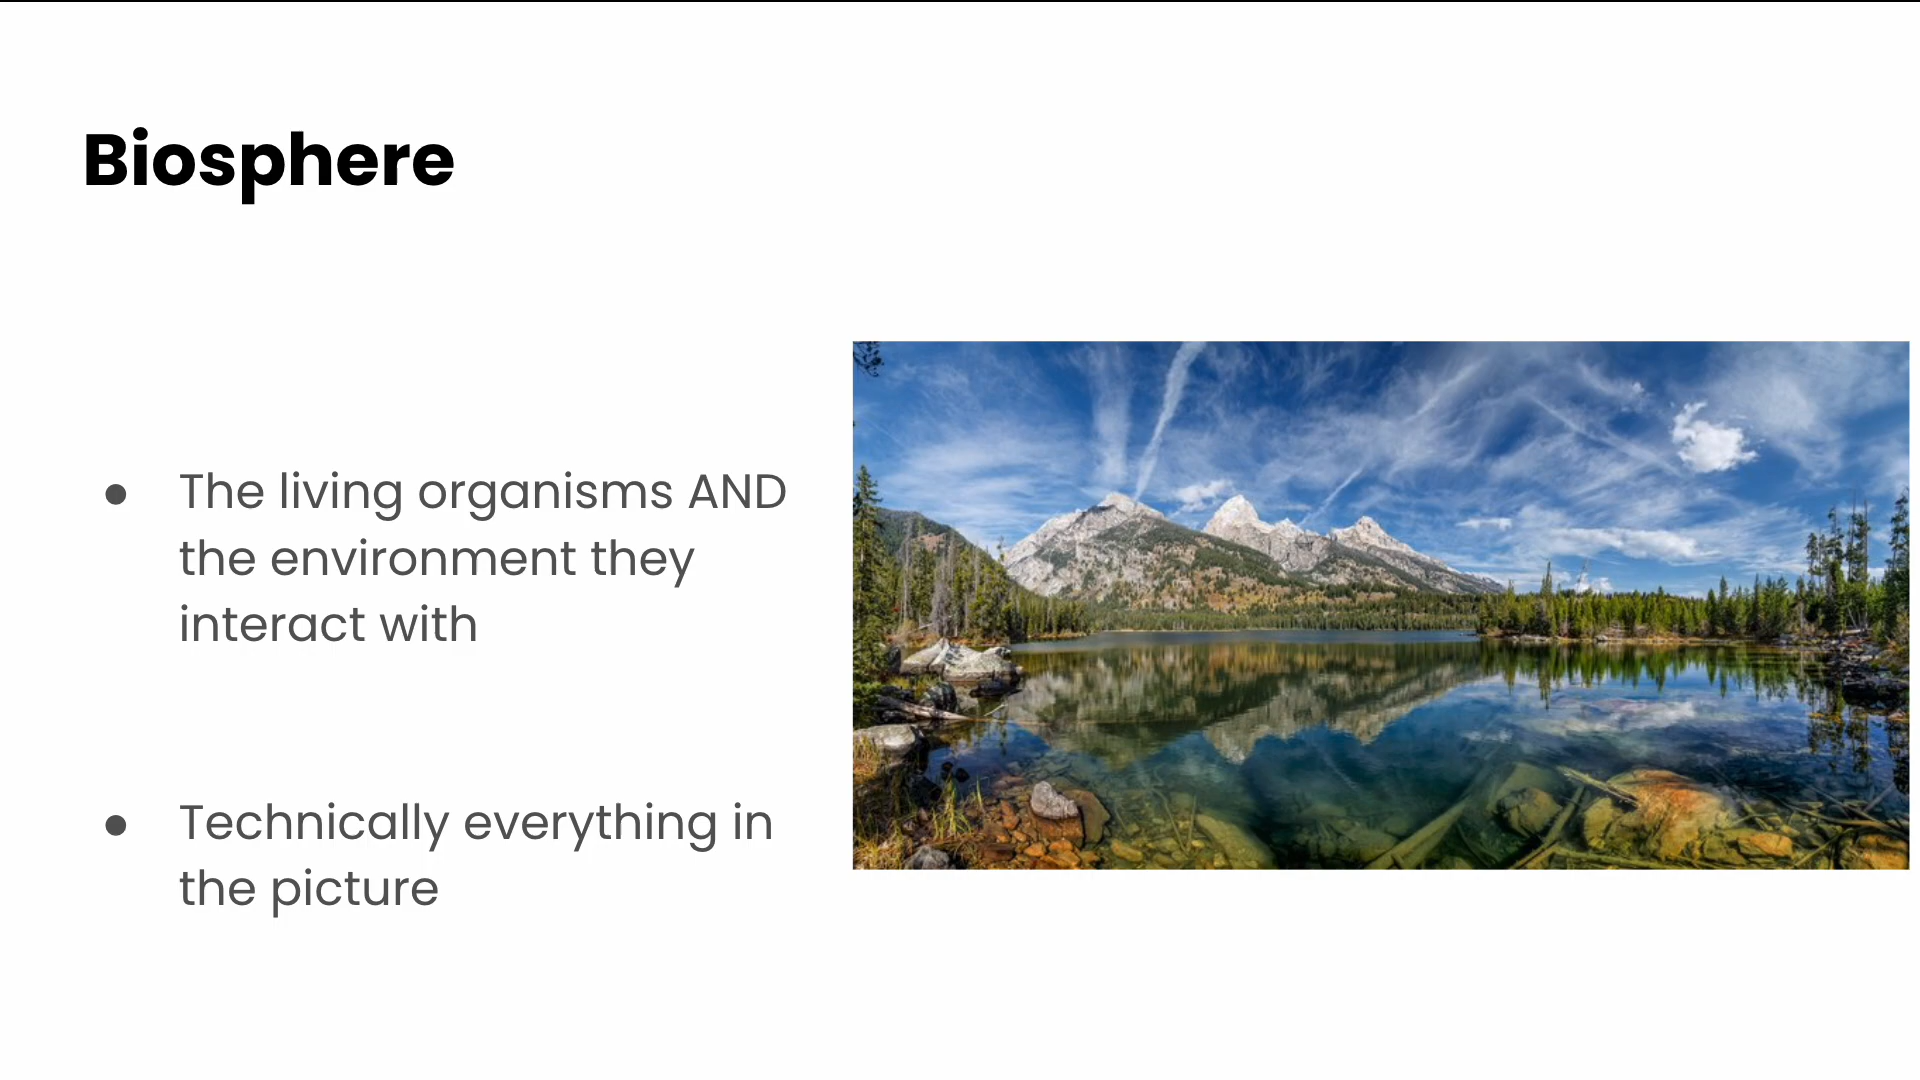 Biosphere
● The living organisms AND
the environment they
interact with
● Technically everything in
the picture